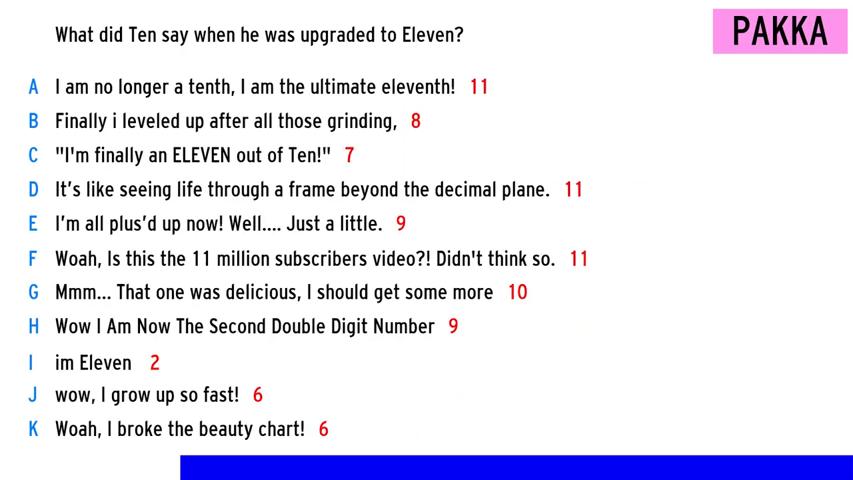 What did Ten say when he was upgraded to Eleven?
PAKKA
A I am no longer a tenth, I am the ultimate eleventh! 11
B Finally i leveled up after all those grinding, 8
C "I'm finally an ELEVEN out of Ten!" 7
D It’s like seeing life through a frame beyond the decimal plane. 11
E I’m all plus’d up now! Well.... Just a little. 9
F Woah, Is this the 11 million subscribers video?! Didn't think so. 11
G Mmm... That one was delicious, I should get some more 10
H Wow I Am Now The Second Double Digit Number 9
I im Eleven 2
J wow, I grow up so fast! 6
K Woah, I broke the beauty chart! 6